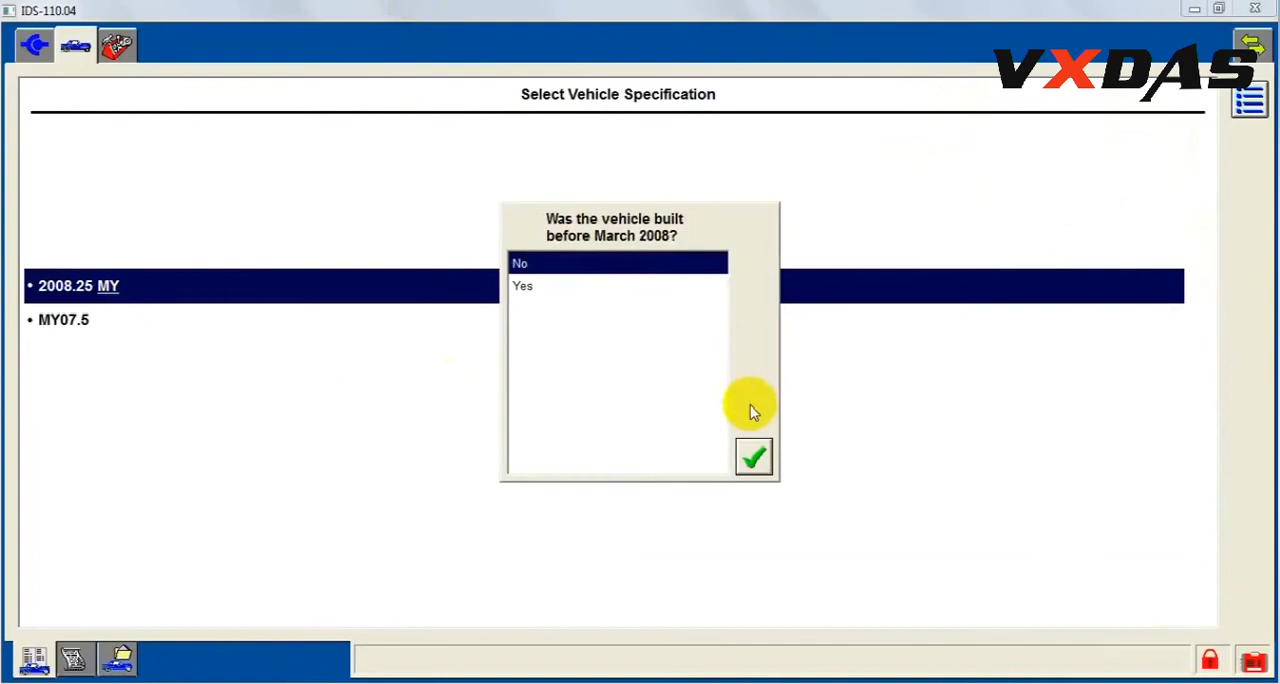 IDS-110.04
VXDAS
Select Vehicle Specification
Was the vehicle built
before March 2008?
No
Yes
• 2008.25 MY
• MY07.5